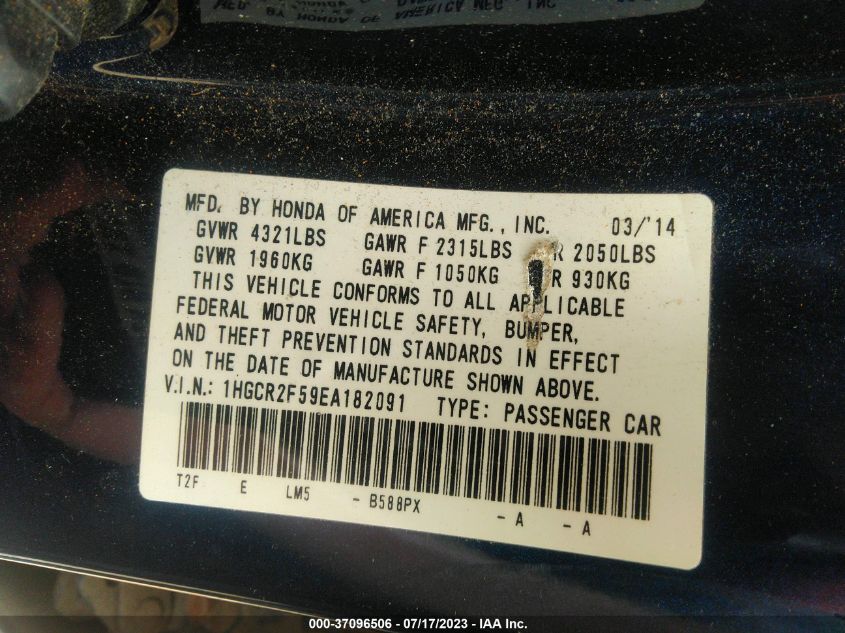 MFD. BY HONDA OF AMERICA MFG., INC. 03/'14
GVWR 4321LBS GAWR F 2315LBS R 2050LBS
GVWR 1960KG GAWR F 1050KG R 930KG
THIS VEHICLE CONFORMS TO ALL APPLICABLE
FEDERAL MOTOR VEHICLE SAFETY, BUMPER,
AND THEFT PREVENTION STANDARDS IN EFFECT
ON THE DATE OF MANUFACTURE SHOWN ABOVE.
V.I.N.: 1HGCR2F59EA182091 TYPE: PASSENGER CAR
T2F E LM5 - B588PX - A - A
000-37096506 / 07/17/2023 - IAA Inc.